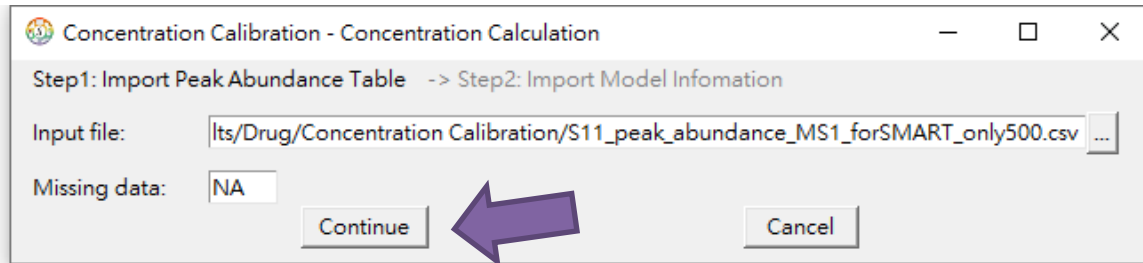 Concentration Calibration - Concentration Calculation
Step1: Import Peak Abundance Table -> Step2: Import Model Infomation
Input file: lts/Drug/Concentration Calibration/S11_peak_abundance_MS1_forSMART_only500.csv ...
Missing data: NA
Continue Cancel